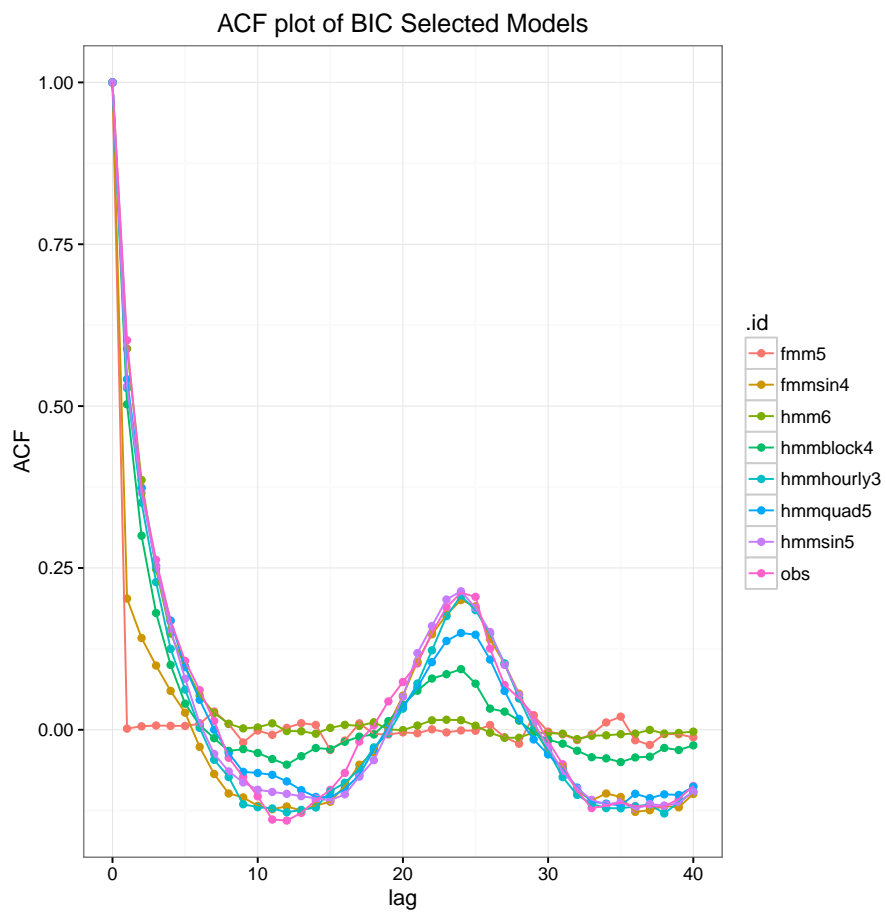 ACF plot of BIC Selected Models
1.00
0.75
0.50
0.25
0.00
ACF
0
10
20
30
40
lag
.id
fmm5
fmmsin4
hmm6
hmmblock4
hmmhourly3
hmmquad5
hmmsin5
obs